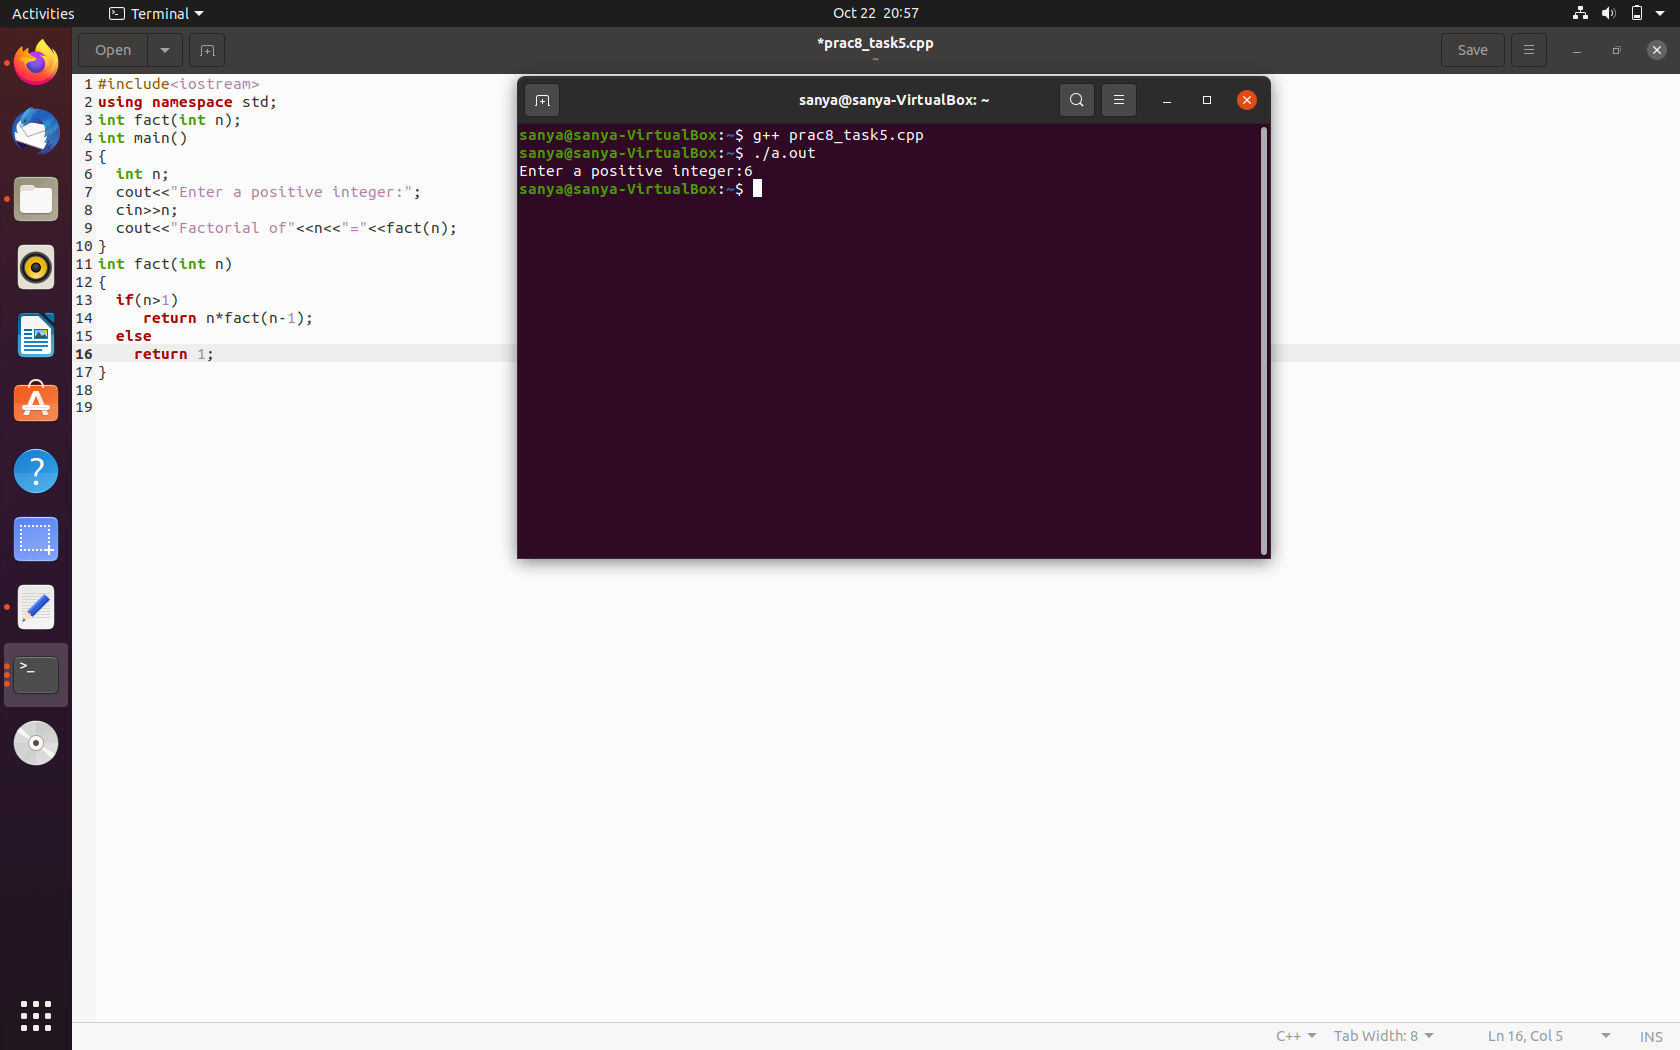 Activities Terminal Oct 22 20:57
Open *prac8_task5.cpp Save
~
1 #include<iostream>
2 using namespace std;
3 int fact(int n);
4 int main()
5 {
6   int n;
7   cout<<"Enter a positive integer:";
8   cin>>n;
9   cout<<"Factorial of"<<n<<"="<<fact(n);
10 }
11 int fact(int n)
12 {
13   if(n>1)
14      return n*fact(n-1);
15   else
16     return 1;
17 }
18
19
sanya@sanya-VirtualBox: ~
sanya@sanya-VirtualBox:~$ g++ prac8_task5.cpp
sanya@sanya-VirtualBox:~$ ./a.out
Enter a positive integer:6
sanya@sanya-VirtualBox:~$
C++ Tab Width: 8 Ln 16, Col 5 INS